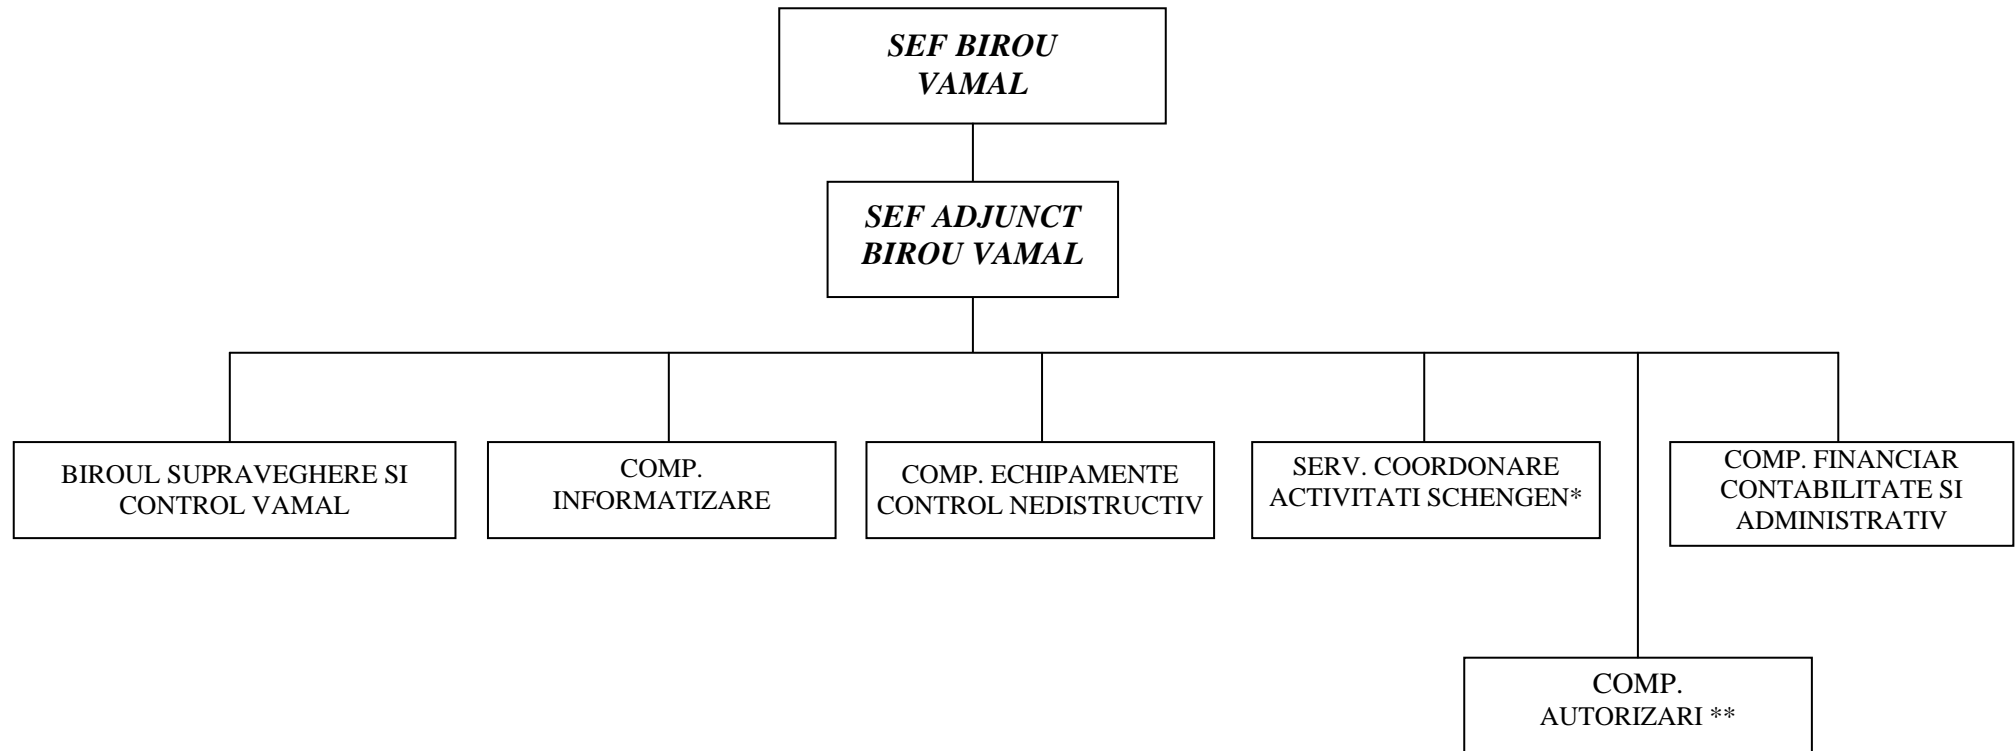 SEF BIROU
VAMAL
SEF ADJUNCT
BIROU VAMAL
BIROUL SUPRAVEGHERE SI
CONTROL VAMAL
COMP.
INFORMATIZARE
COMP. ECHIPAMENTE
CONTROL NEDISTRUCTIV
SERV. COORDONARE
ACTIVITATI SCHENGEN*
COMP. FINANCIAR
CONTABILITATE SI
ADMINISTRATIV
COMP.
AUTORIZARI **